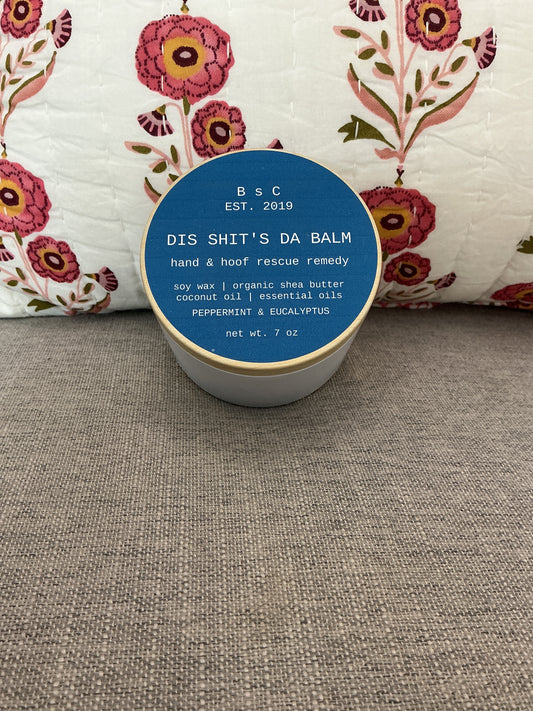 B s C
EST. 2019
DIS SHIT'S DA BALM
hand & hoof rescue remedy
soy wax | organic shea butter
coconut oil | essential oils
PEPPERMINT & EUCALYPTUS
net wt. 7 oz